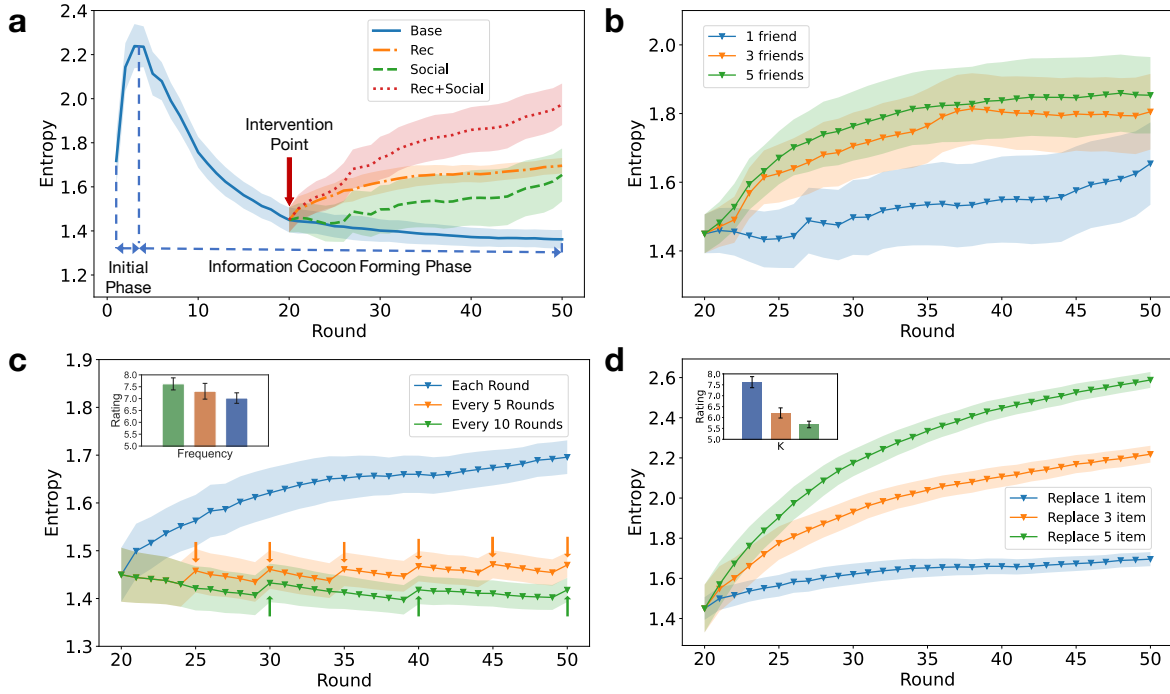 a
2.4
2.2
2.0
1.8
1.6
1.4
1.2
Entropy
Base
Rec
Social
Rec+Social
Intervention
Point
Initial
Phase
Information Cocoon Forming Phase
0
10
20
30
40
50
Round
b
2.0
1.8
1.6
1.4
Entropy
1 friend
3 friends
5 friends
20
25
30
35
40
45
50
Round
c
1.9
1.8
1.7
1.6
1.5
1.4
1.3
Entropy
8.0
7.5
7.0
6.5
6.0
5.5
5.0
Rating
Frequency
Each Round
Every 5 Rounds
Every 10 Rounds
20
25
30
35
40
45
50
Round
d
2.6
2.4
2.2
2.0
1.8
1.6
1.4
Entropy
8.0
7.5
7.0
6.5
6.0
5.5
5.0
Rating
K
Replace 1 item
Replace 3 item
Replace 5 item
20
25
30
35
40
45
50
Round